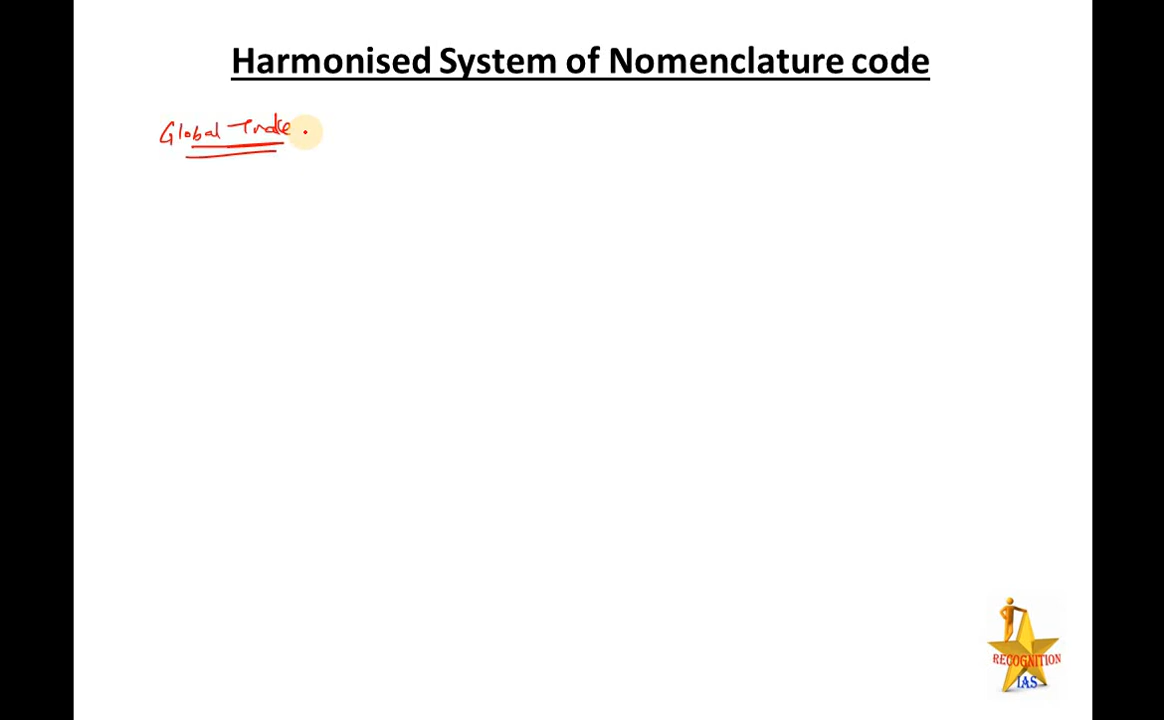 Harmonised System of Nomenclature code
Global Trade
RECOGNITION
IAS